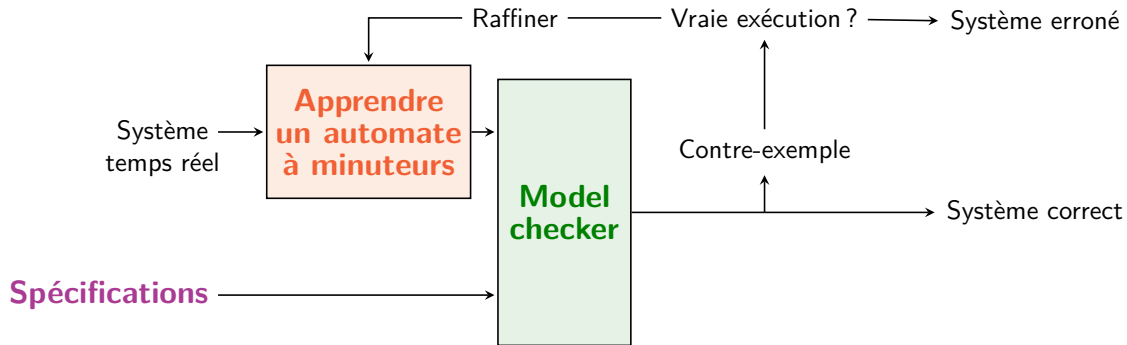 Raffiner
Vraie exécution ?
Système erroné
Apprendre
un automate
à minuteurs
Système
temps réel
Contre-exemple
Model
checker
Système correct
Spécifications